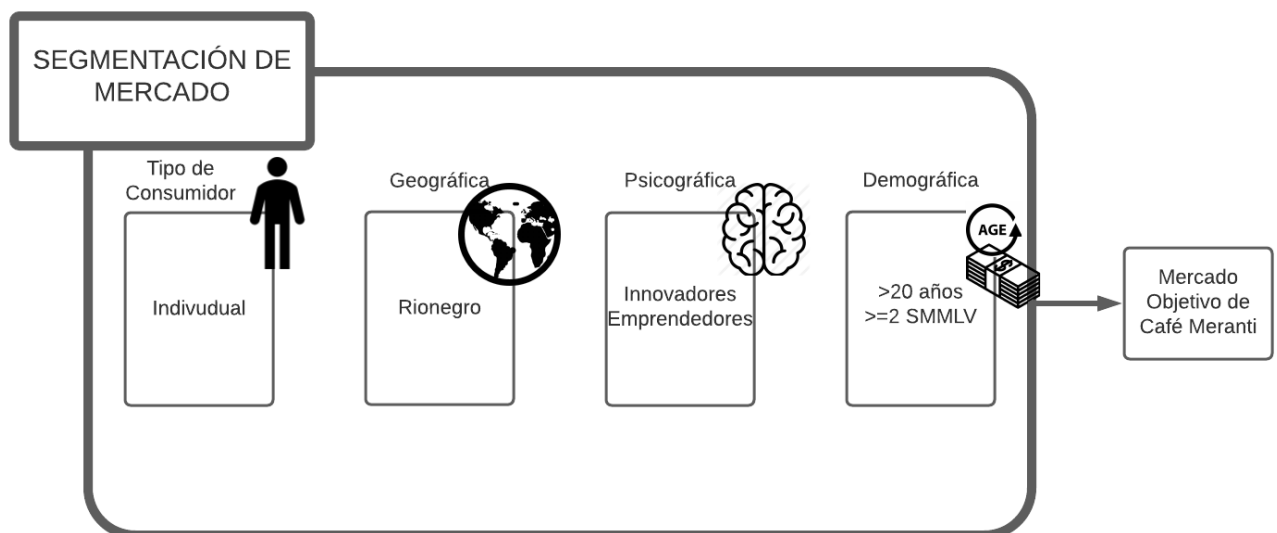 SEGMENTACIÓN DE
MERCADO
Tipo de
Consumidor
Indivudual
Geográfica
Rionegro
Psicográfica
Innovadores
Emprendedores
Demográfica
AGE
>20 años
>=2 SMMLV
Mercado
Objetivo de
Café Meranti